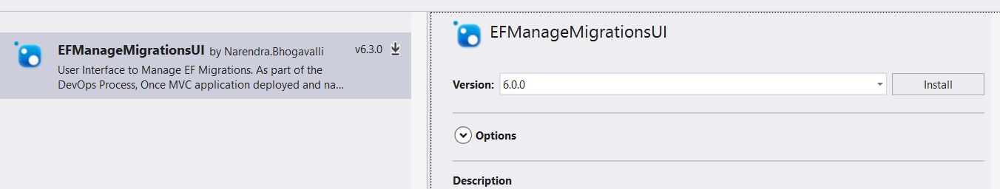 EFManageMigrationsUI by Narendra.Bhogavalli v6.3.0
User Interface to Manage EF Migrations. As part of the
DevOps Process, Once MVC application deployed and na...
EFManageMigrationsUI
Version: 6.0.0 Install
Options
Description